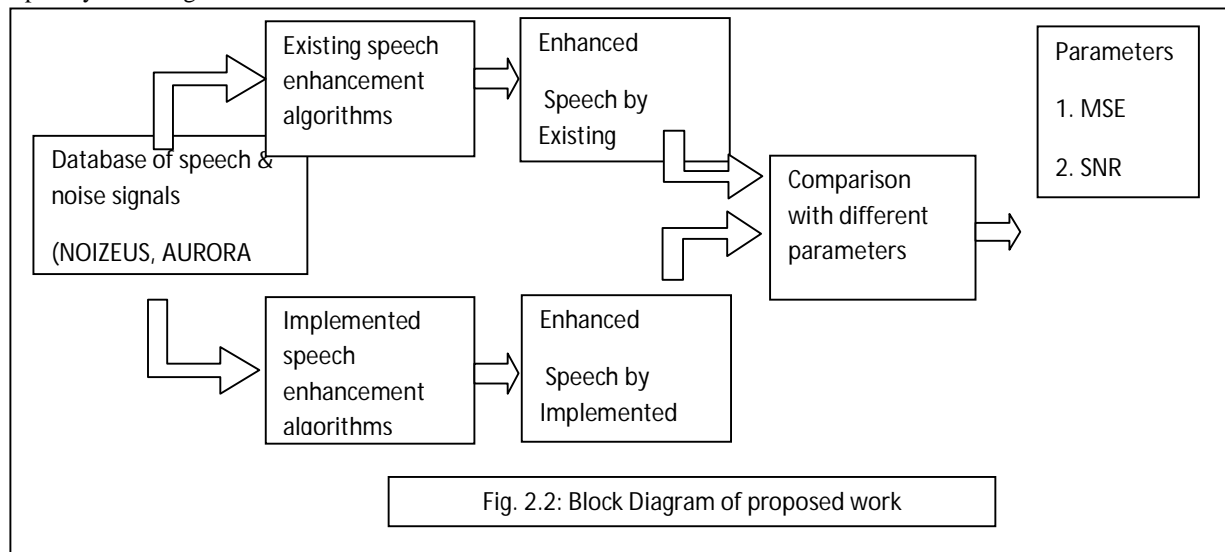 Existing speech
enhancement
algorithms
Enhanced
Speech by
Existing
Parameters
1. MSE
2. SNR
Database of speech &
noise signals
(NOIZEUS, AURORA
Comparison
with different
parameters
Implemented
speech
enhancement
algorithms
Enhanced
Speech by
Implemented
Fig. 2.2: Block Diagram of proposed work